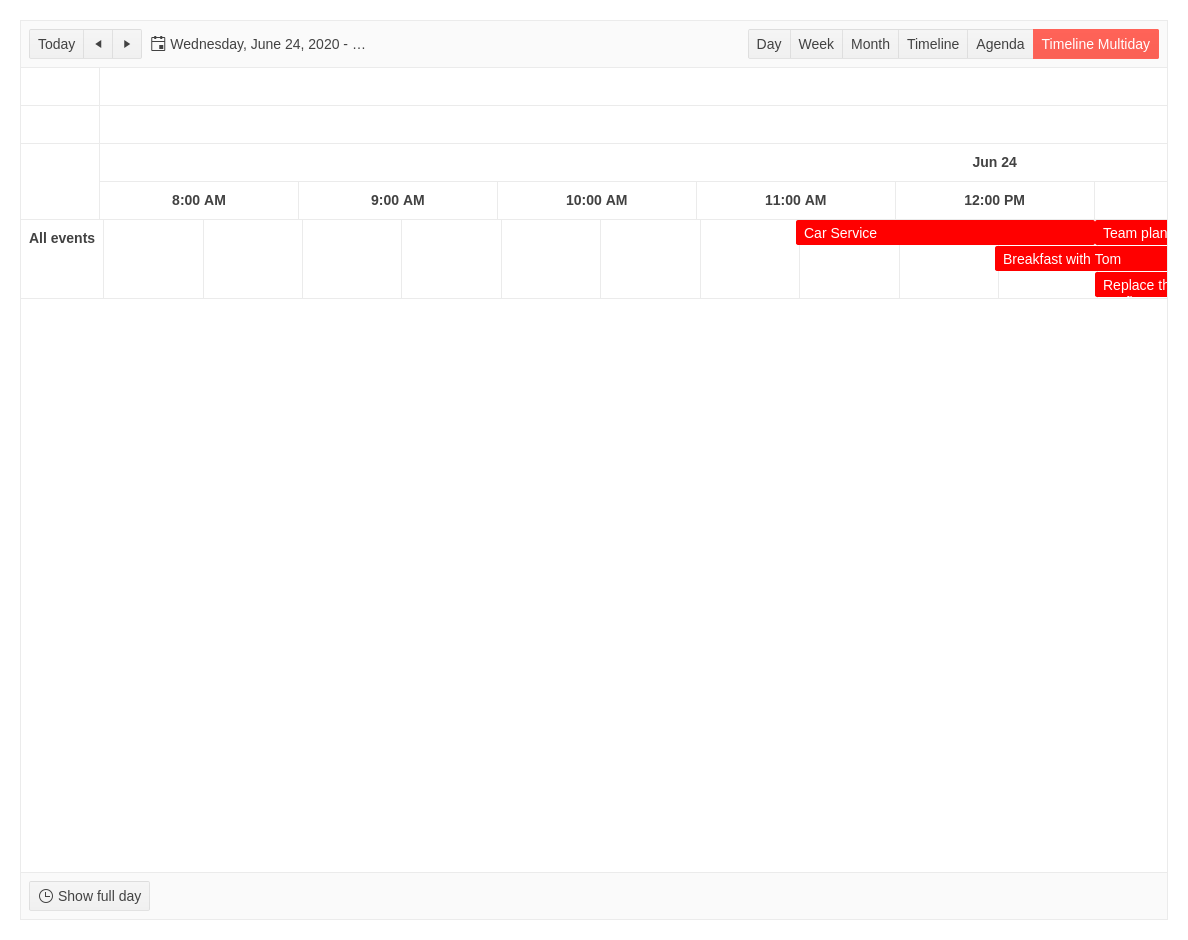 Today
Wednesday, June 24, 2020 - …
Day Week Month Timeline Agenda Timeline Multiday
Jun 24
8:00 AM 9:00 AM 10:00 AM 11:00 AM 12:00 PM
All events
Car Service
Team plan
Breakfast with Tom
Replace th
Show full day